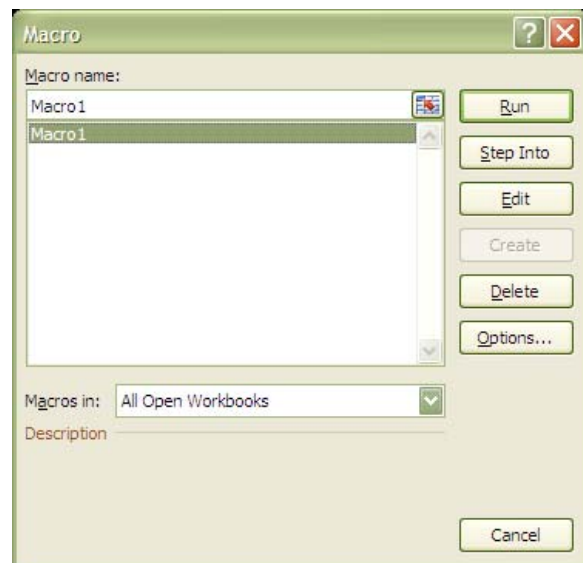 Macro
Macro name:
Macro1
Macro1
Run
Step Into
Edit
Create
Delete
Options...
Macros in: All Open Workbooks
Description
Cancel